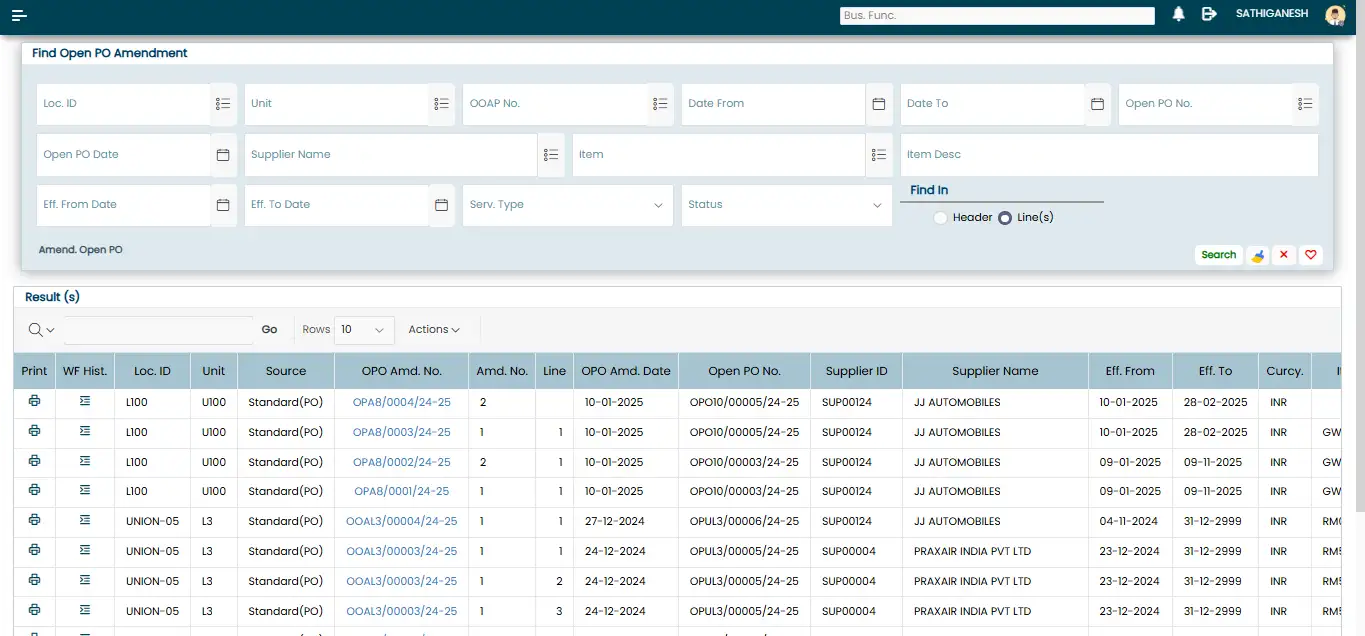 Bus. Func. SATHIGANESH
Find Open PO Amendment
Loc. ID Unit OOAP No. Date From Date To Open PO No.
Open PO Date Supplier Name Item Item Desc
Eff. From Date Eff. To Date Serv. Type Status Find In
Header Line(s)
Amend. Open PO
Search
Result (s)
Go Rows 10 Actions
Print WF Hist. Loc. ID Unit Source OPO Amd. No. Amd. No. Line OPO Amd. Date Open PO No. Supplier ID Supplier Name Eff. From Eff. To Curcy.
L100 U100 Standard(PO) OPA8/0004/24-25 2 10-01-2025 OPO10/00005/24-25 SUP00124 JJ AUTOMOBILES 10-01-2025 28-02-2025 INR
L100 U100 Standard(PO) OPA8/0003/24-25 1 1 10-01-2025 OPO10/00005/24-25 SUP00124 JJ AUTOMOBILES 10-01-2025 28-02-2025 INR GW
L100 U100 Standard(PO) OPA8/0002/24-25 2 1 10-01-2025 OPO10/00003/24-25 SUP00124 JJ AUTOMOBILES 09-01-2025 09-11-2025 INR GW
L100 U100 Standard(PO) OPA8/0001/24-25 1 1 10-01-2025 OPO10/00003/24-25 SUP00124 JJ AUTOMOBILES 09-01-2025 09-11-2025 INR GW
UNION-05 L3 Standard(PO) OOAL3/00004/24-25 1 1 27-12-2024 OPUL3/00006/24-25 SUP00124 JJ AUTOMOBILES 04-11-2024 31-12-2999 INR
UNION-05 L3 Standard(PO) OOAL3/00003/24-25 1 1 24-12-2024 OPUL3/00005/24-25 SUP00004 PRAXAIR INDIA PVT LTD 23-12-2024 31-12-2999 INR
UNION-05 L3 Standard(PO) OOAL3/00003/24-25 1 2 24-12-2024 OPUL3/00005/24-25 SUP00004 PRAXAIR INDIA PVT LTD 23-12-2024 31-12-2999 INR
UNION-05 L3 Standard(PO) OOAL3/00003/24-25 1 3 24-12-2024 OPUL3/00005/24-25 SUP00004 PRAXAIR INDIA PVT LTD 23-12-2024 31-12-2999 INR